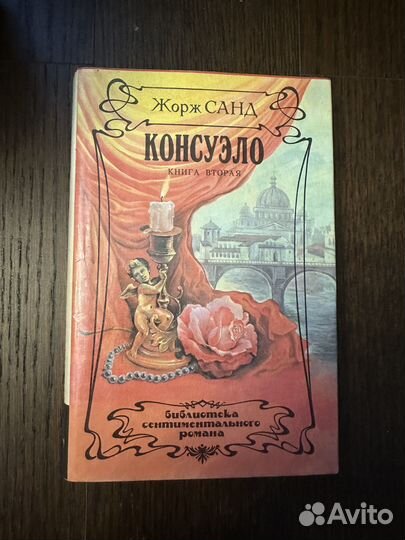 Жорж САНД
КОНСУЭЛО
КНИГА ВТОРАЯ
библиотека
сентиментального
романа
Avito